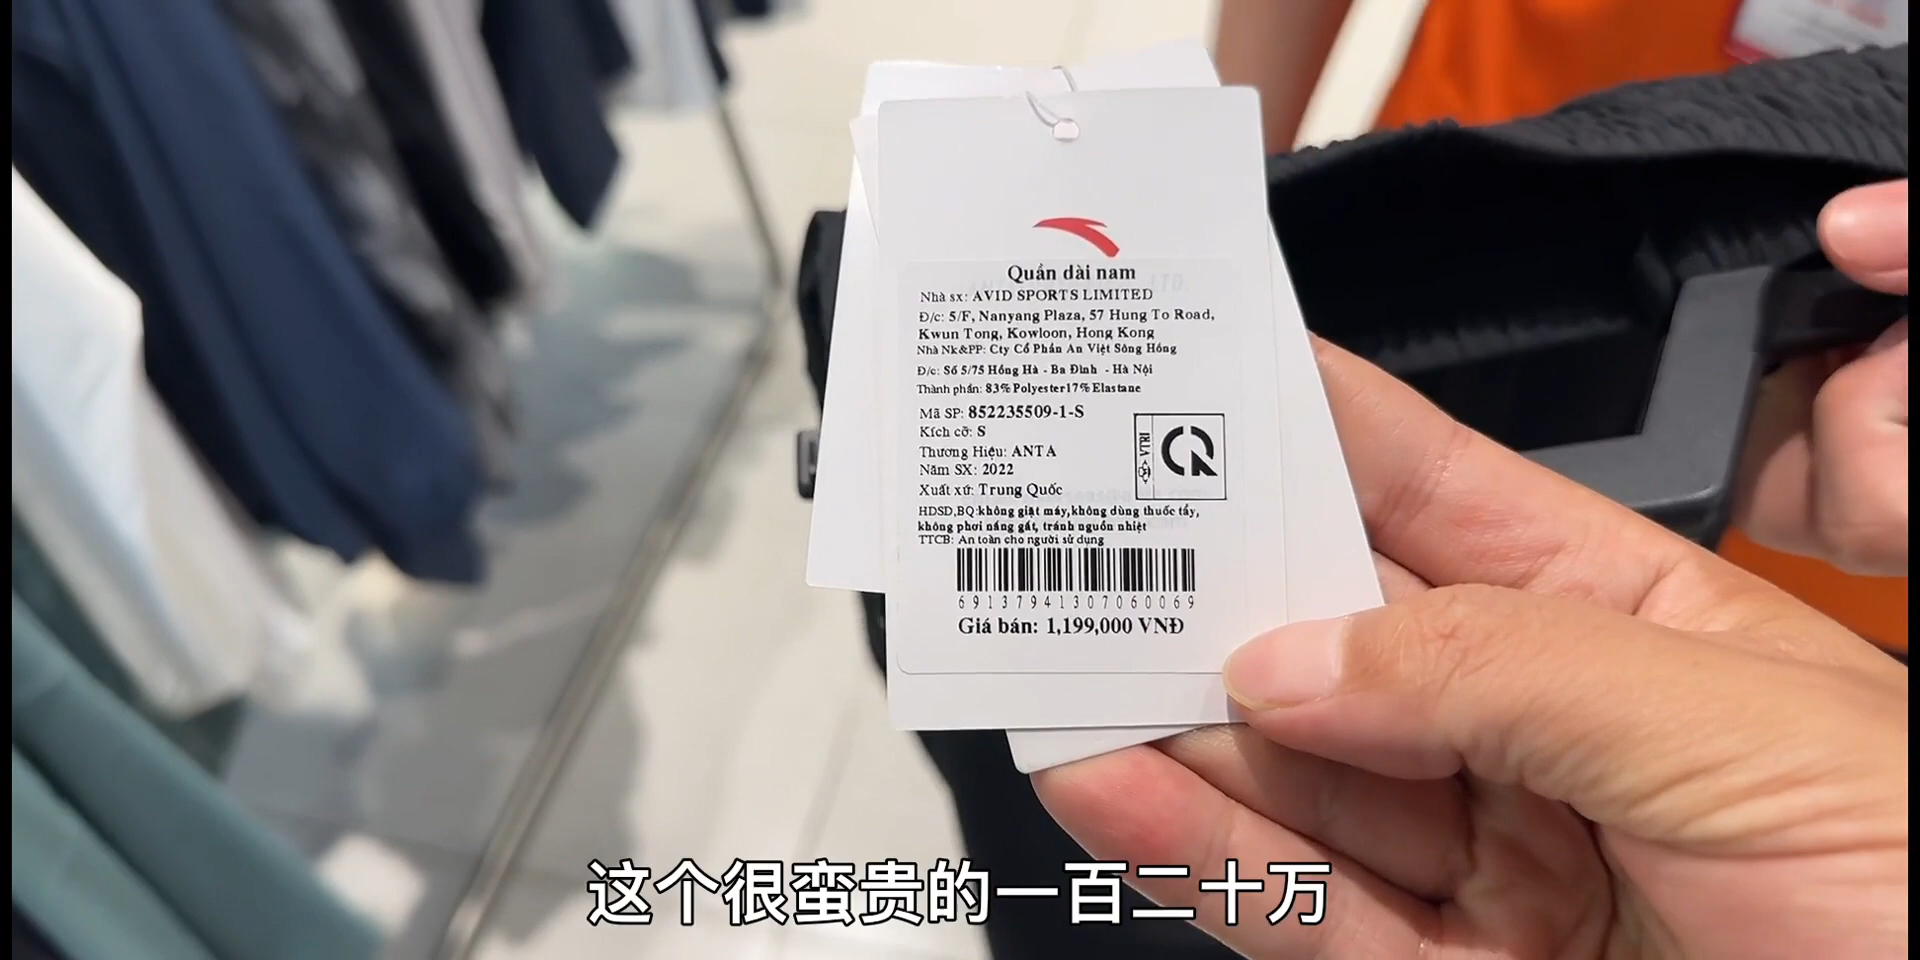 Quần dài nam
Nhà sx: AVID SPORTS LIMITED
Đ/c: 5/F, Nanyang Plaza, 57 Hung To Road,
Kwun Tong, Kowloon, Hong Kong
Nhà Nk&PP: Cty Cổ Phần An Việt Sông Hồng
Đ/c: Số 5/75 Hồng Hà - Ba Đình - Hà Nội
Thành phần: 83% Polyester17% Elastane
Mã SP: 852235509-1-S
Kích cỡ: S
Thương Hiệu: ANTA
Năm SX: 2022
Xuất xứ: Trung Quốc
HDSD,BQ:không giặt máy,không dùng thuốc tẩy,
không phơi nắng gắt, tránh nguồn nhiệt
TTCB: An toàn cho người sử dụng
6913794130706​0069
Giá bán: 1,199,000 VNĐ
这个很蛮贵的一百二十万